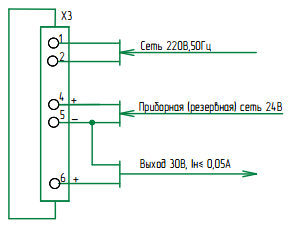 X3
1
Сеть 220В,50Гц
2
4 +
Приборная (резервная) сеть 24В
5 −
Выход 30В, Iн≤ 0,05А
6 +